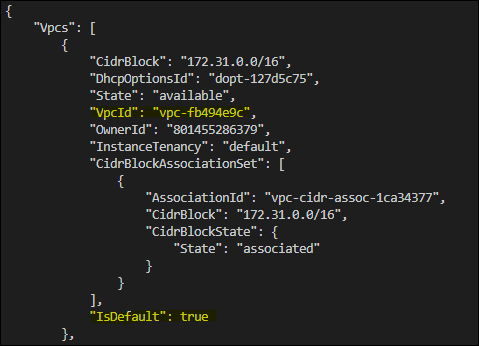 {
    "Vpcs": [
        {
            "CidrBlock": "172.31.0.0/16",
            "DhcpOptionsId": "dopt-127d5c75",
            "State": "available",
            "VpcId": "vpc-fb494e9c",
            "OwnerId": "801455286379",
            "InstanceTenancy": "default",
            "CidrBlockAssociationSet": [
                {
                    "AssociationId": "vpc-cidr-assoc-1ca34377",
                    "CidrBlock": "172.31.0.0/16",
                    "CidrBlockState": {
                        "State": "associated"
                    }
                }
            ],
            "IsDefault": true
        },